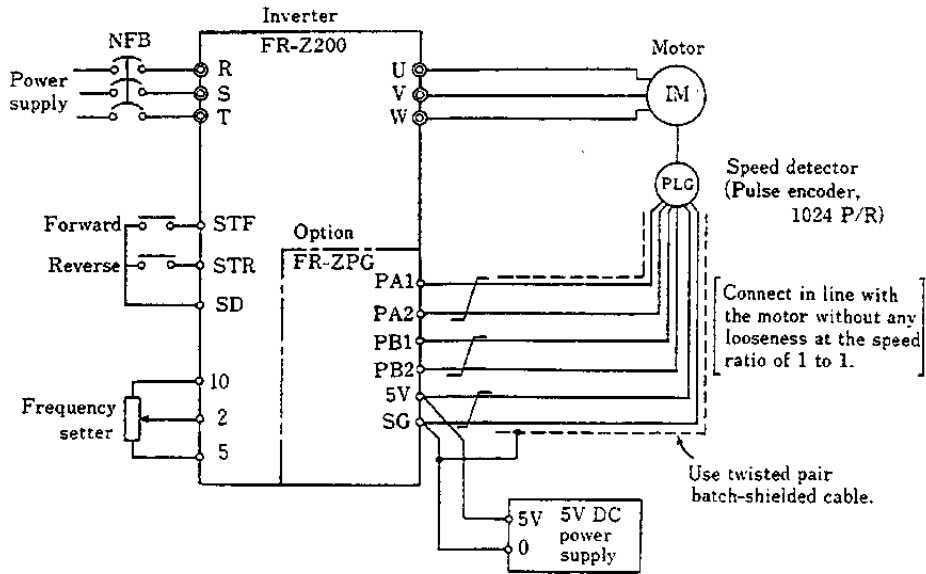 Inverter
FR-Z200
NFB
Power
supply
R
S
T
U
V
W
Motor
IM
PLG
Speed detector
(Pulse encoder,
1024 P/R)
Forward
Reverse
STF
STR
SD
Option
FR-ZPG
PA1
PA2
PB1
PB2
5V
SG
Connect in line with
the motor without any
looseness at the speed
ratio of 1 to 1.
Frequency
setter
10
2
5
Use twisted pair
batch-shielded cable.
5V
0
5V DC
power
supply